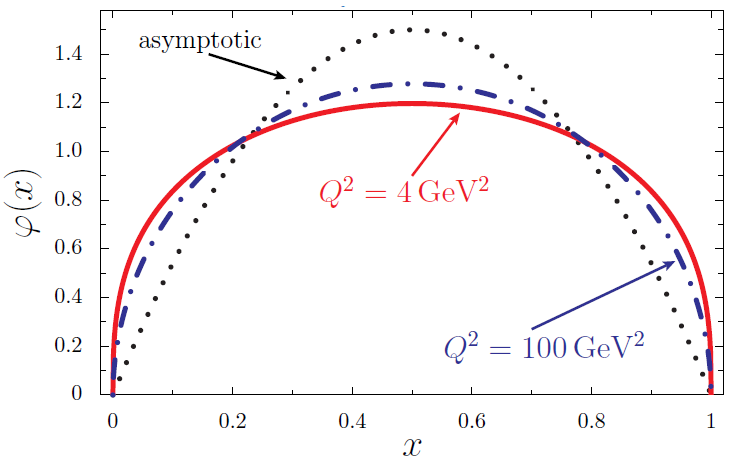 asymptotic
1.4
1.2
1.0
0.8
0.6
0.4
0.2
0
φ(x)
Q² = 4 GeV²
Q² = 100 GeV²
0 0.2 0.4 0.6 0.8 1
x